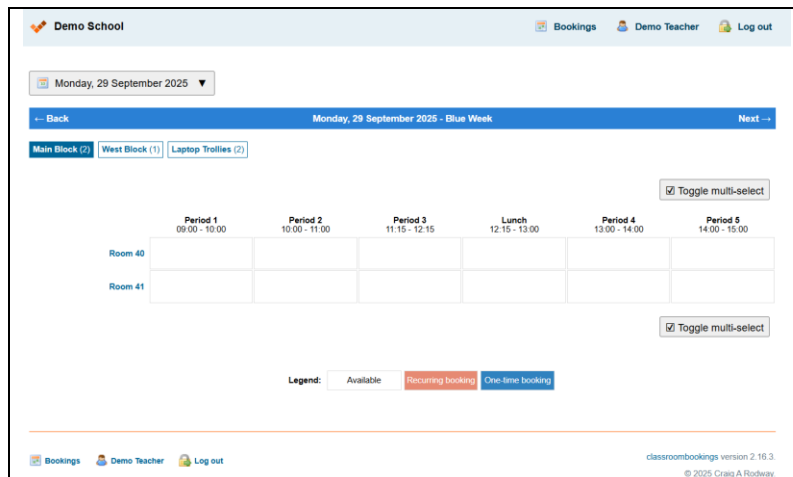 Demo School
Bookings Demo Teacher Log out
Monday, 29 September 2025 ▼
← Back Monday, 29 September 2025 - Blue Week Next →
Main Block (2) West Block (1) Laptop Trollies (2)
Toggle multi-select
Period 1 Period 2 Period 3 Lunch Period 4 Period 5
09:00 - 10:00 10:00 - 11:00 11:15 - 12:15 12:15 - 13:00 13:00 - 14:00 14:00 - 15:00
Room 40
Room 41
Toggle multi-select
Legend: Available Recurring booking One-time booking
Bookings Demo Teacher Log out
classroombookings version 2.16.3.
© 2025 Craig A Rodway.